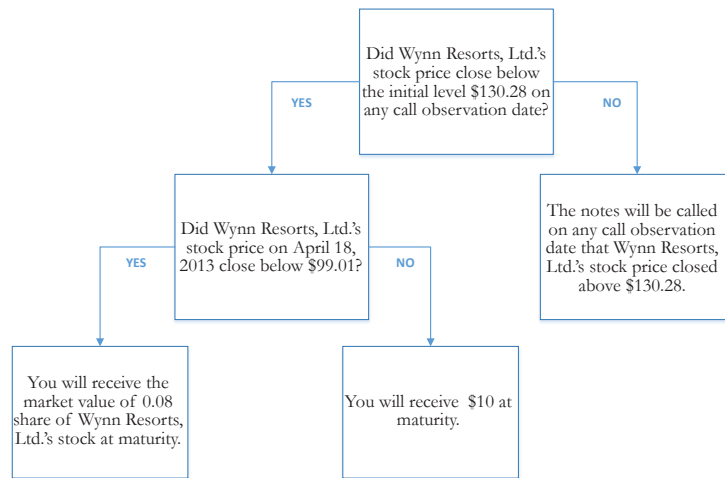 Did Wynn Resorts, Ltd.'s
stock price close below
the initial level $130.28 on
any call observation date?
YES
NO
Did Wynn Resorts, Ltd.'s
stock price on April 18,
2013 close below $99.01?
The notes will be called
on any call observation
date that Wynn Resorts,
Ltd.'s stock price closed
above $130.28.
YES
NO
You will receive the
market value of 0.08
share of Wynn Resorts,
Ltd.'s stock at maturity.
You will receive $10 at
maturity.